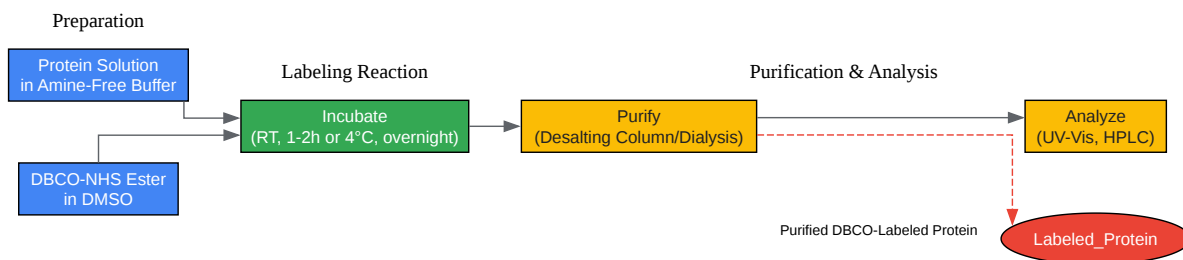 Preparation
Protein Solution
in Amine-Free Buffer
DBCO-NHS Ester
in DMSO
Labeling Reaction
Incubate
(RT, 1-2h or 4°C, overnight)
Purification & Analysis
Purify
(Desalting Column/Dialysis)
Analyze
(UV-Vis, HPLC)
Purified DBCO-Labeled Protein
Labeled_Protein